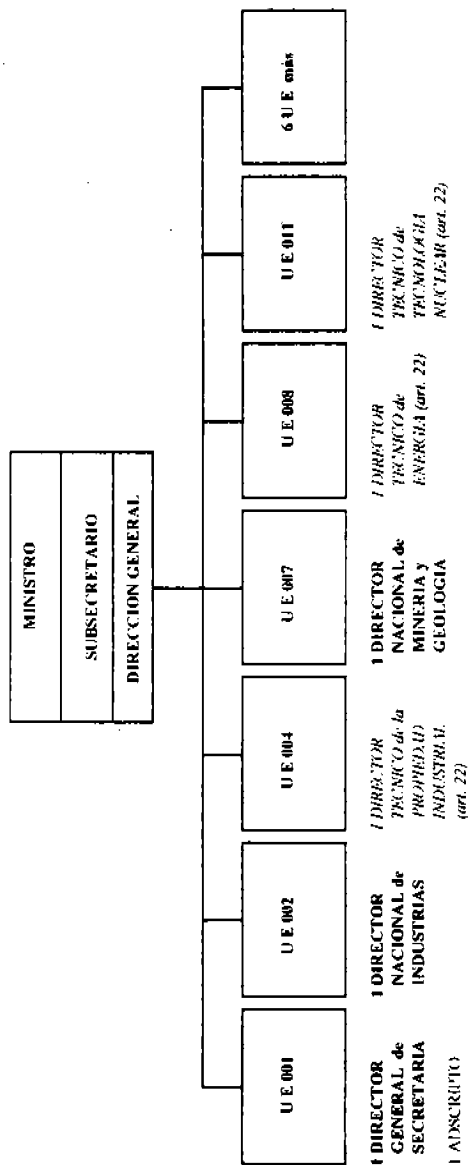 MINISTRO
SUBSECRETARIO
DIRECCION GENERAL
U E 001
U E 002
U E 004
U E 007
U E 008
U E 011
6 U E más
1 DIRECTOR
GENERAL de
SECRETARIA
1 ADSCRIPTO
1 DIRECTOR
NACIONAL de
INDUSTRIAS
1 DIRECTOR
TECNICO de la
PROPIEDAD
INDUSTRIAL
(art. 22)
1 DIRECTOR
NACIONAL de
MINERIA y
GEOLOGIA
1 DIRECTOR
TECNICO de
ENERGIA (art. 22)
1 DIRECTOR
TECNICO de
TECNOLOGIA
NUCLEAR (art. 22)